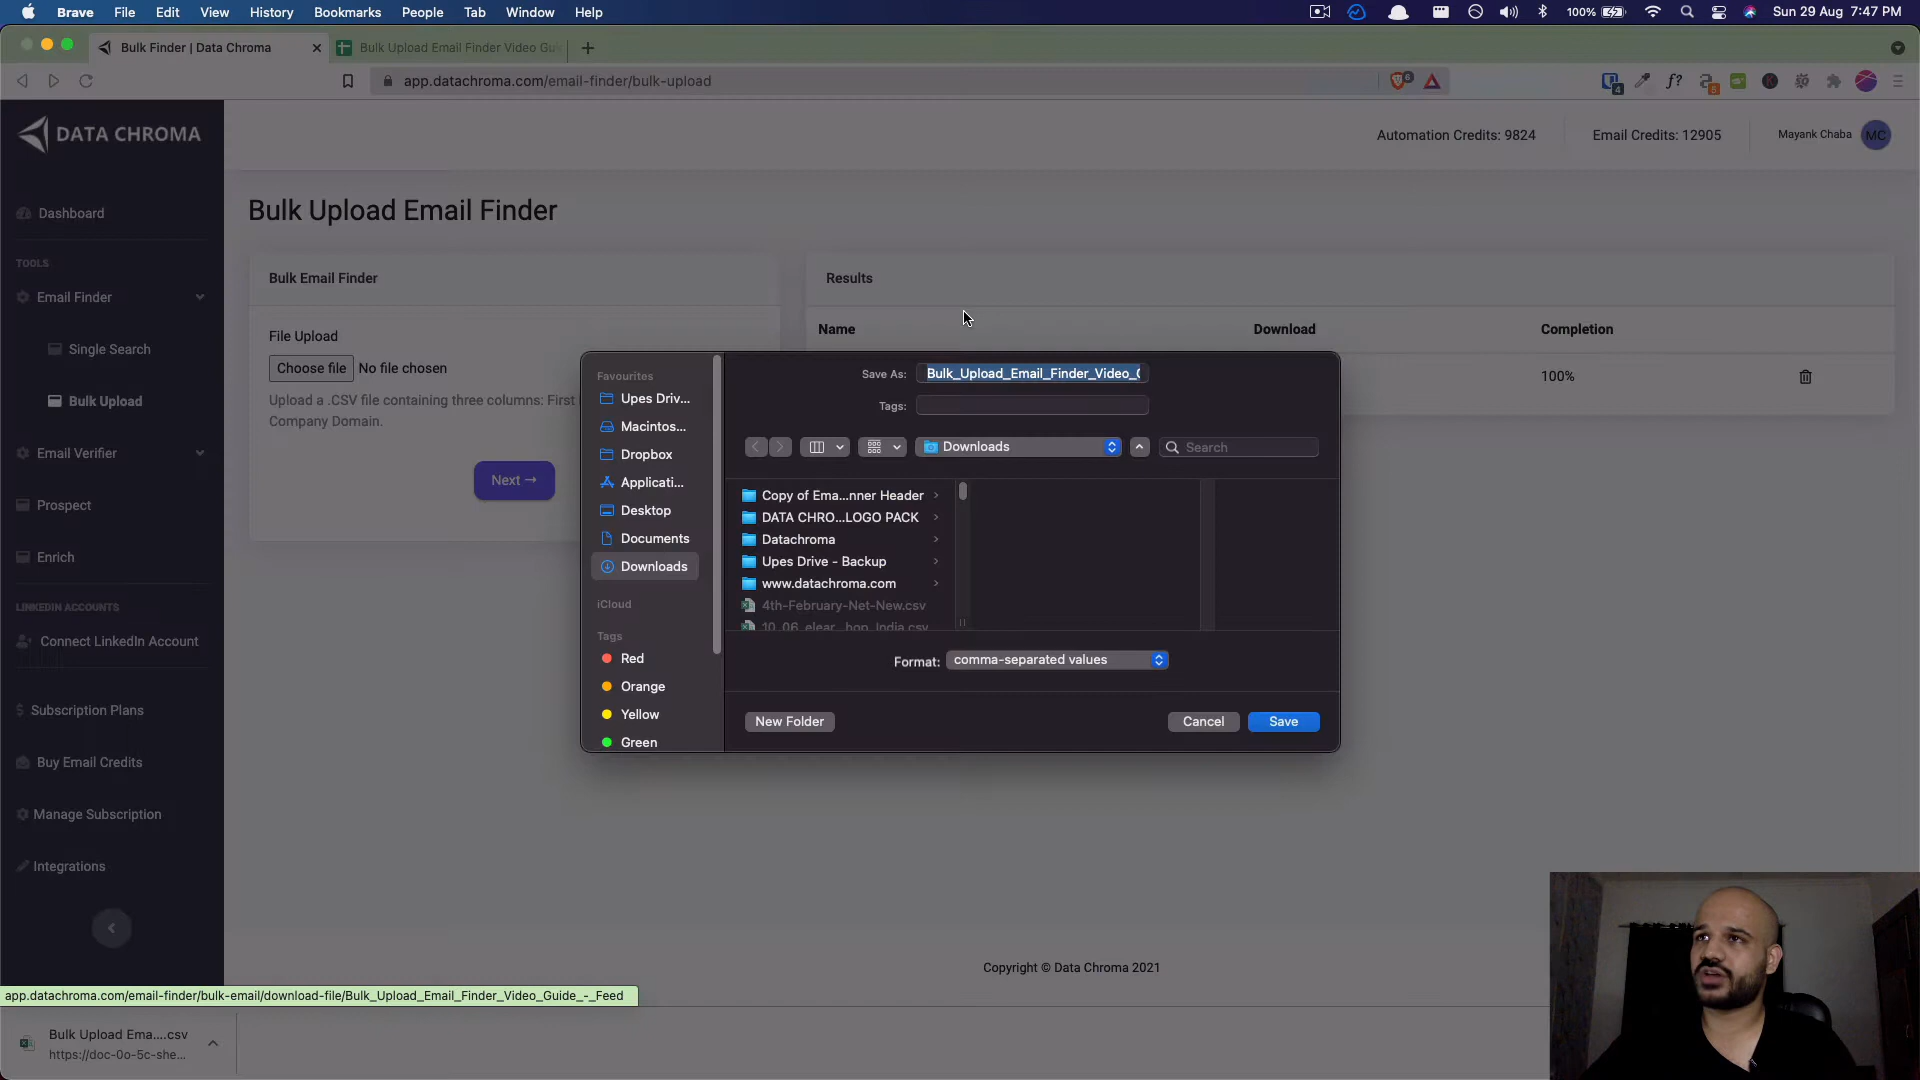 Brave File Edit View History Bookmarks People Tab Window Help 100% Sun 29 Aug 7:47 PM
Bulk Finder | Data Chroma
Bulk Upload Email Finder Video Gui
app.datachroma.com/email-finder/bulk-upload
6
4
f?
5
DATA CHROMA
Automation Credits: 9824
Email Credits: 12905
Mayank Chaba
MC
Dashboard
TOOLS
Email Finder
Single Search
Bulk Upload
Email Verifier
Prospect
Enrich
LINKEDIN ACCOUNTS
Connect LinkedIn Account
Subscription Plans
Buy Email Credits
Manage Subscription
Integrations
Bulk Upload Email Finder
Bulk Email Finder
File Upload
Choose file No file chosen
Upload a .CSV file containing three columns: First
Company Domain.
Next →
Results
Name Download Completion
100%
Favourites
Upes Driv...
Macintos...
Dropbox
Applicati...
Desktop
Documents
Downloads
iCloud
Tags
Red
Orange
Yellow
Green
Save As: Bulk_Upload_Email_Finder_Video_G
Tags:
Downloads
Search
Copy of Ema...nner Header
DATA CHRO...LOGO PACK
Datachroma
Upes Drive - Backup
www.datachroma.com
4th-February-Net-New.csv
Format: comma-separated values
New Folder
Cancel
Save
Copyright © Data Chroma 2021
app.datachroma.com/email-finder/bulk-email/download-file/Bulk_Upload_Email_Finder_Video_Guide_-_Feed
Bulk Upload Ema....csv
https://doc-0o-5c-she...